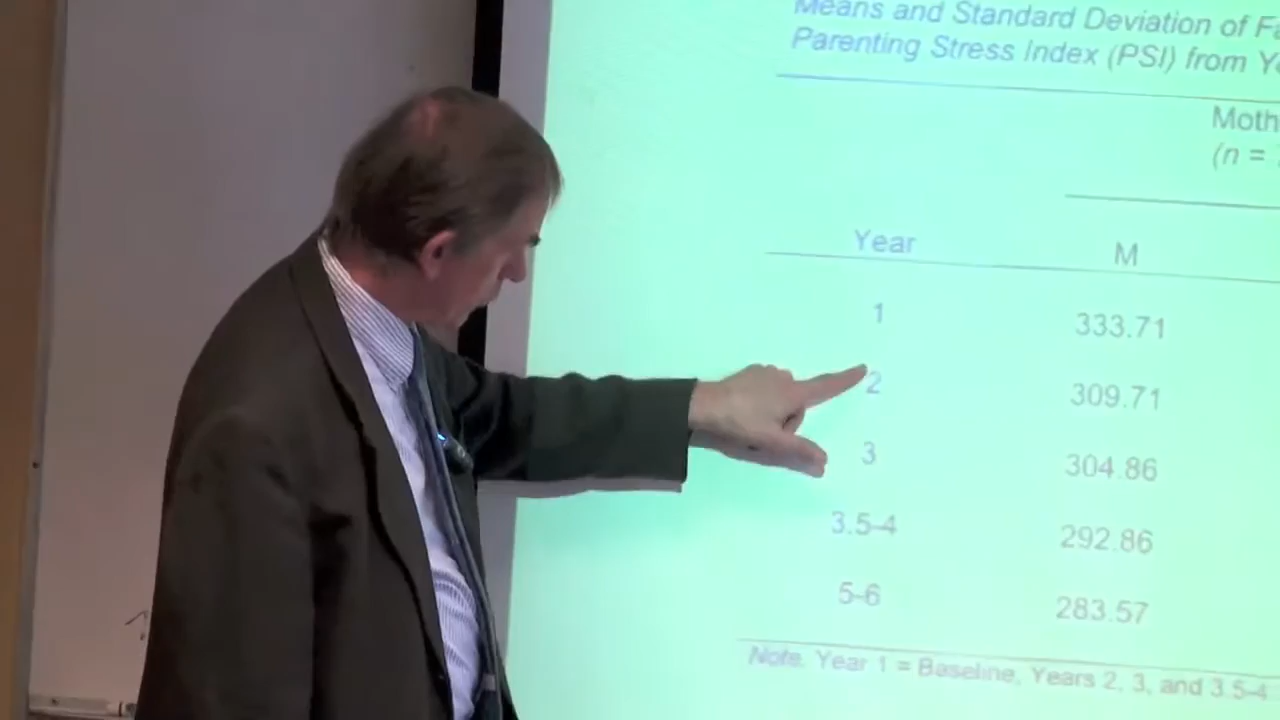 Means and Standard Deviation of
Parenting Stress Index (PSI) from
(n =
Year M
1 333.71
2 309.71
3 304.86
3.5-4 292.86
5-6 283.57
Note. Year 1 = Baseline, Years 2, 3, and 3.5-4